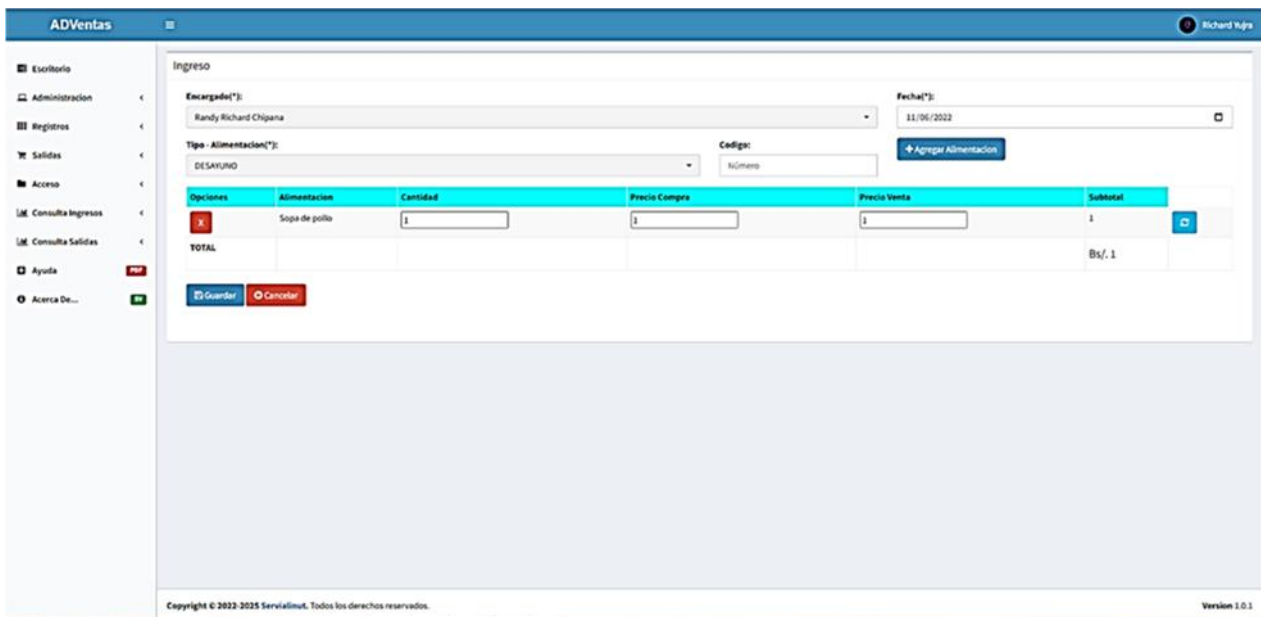 ADVentas
Richard Yujra
Escritorio
Administracion
Registros
Salidas
Acceso
Consulta Ingresos
Consulta Salidas
Ayuda PDF
Acerca De...
Ingreso
Encargado(*): Fecha(*):
Randy Richard Chipana 11/06/2022
Tipo - Alimentacion(*): Codigo: Agregar Alimentacion
DESAYUNO Número
Opciones Alimentacion Cantidad Precio Compra Precio Venta Subtotal
X Sopa de pollo 1 1 1 1
TOTAL Bs/. 1
Guardar Cancelar
Copyright © 2022-2025 Servialinut. Todos los derechos reservados. Version 1.0.1